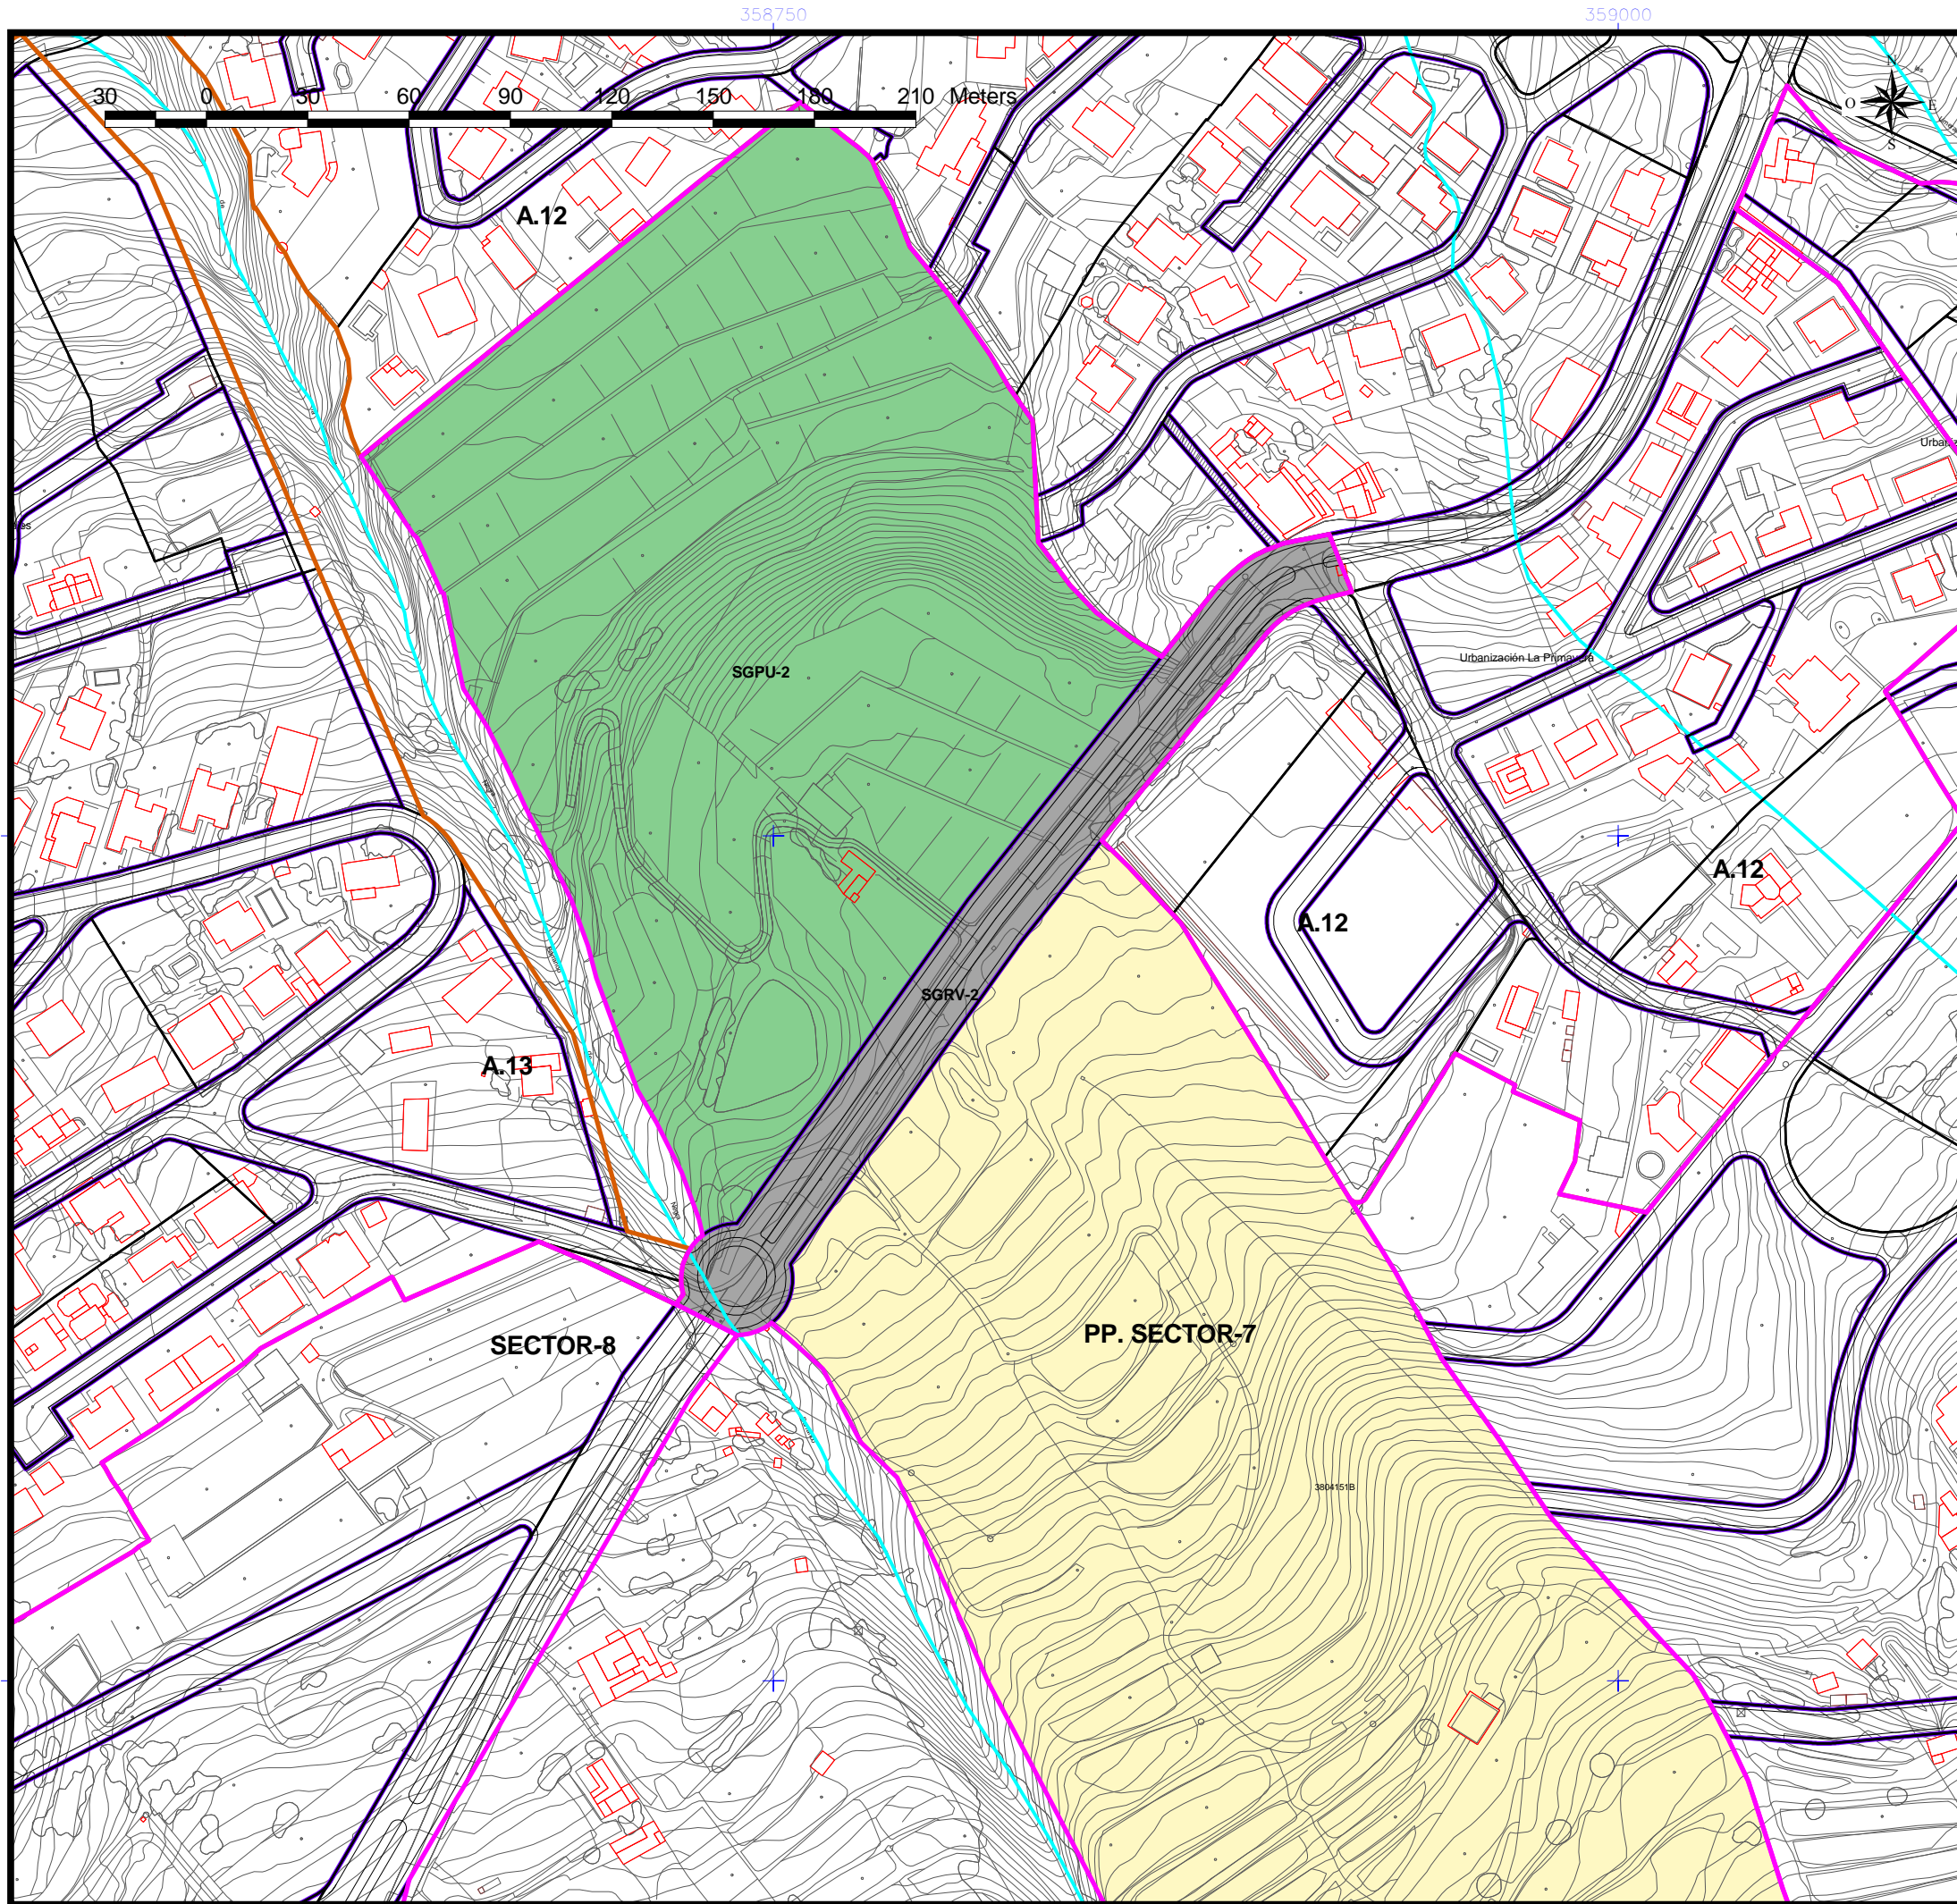 358750
359000
30 0 30 60 90 120 150 180 210 Meters
N
O E
S
A.12
SGPU-2
Urbanización La Primavera
A.12
A.12
SGRV-2
A.13
PP. SECTOR-7
SECTOR-8
3804151B